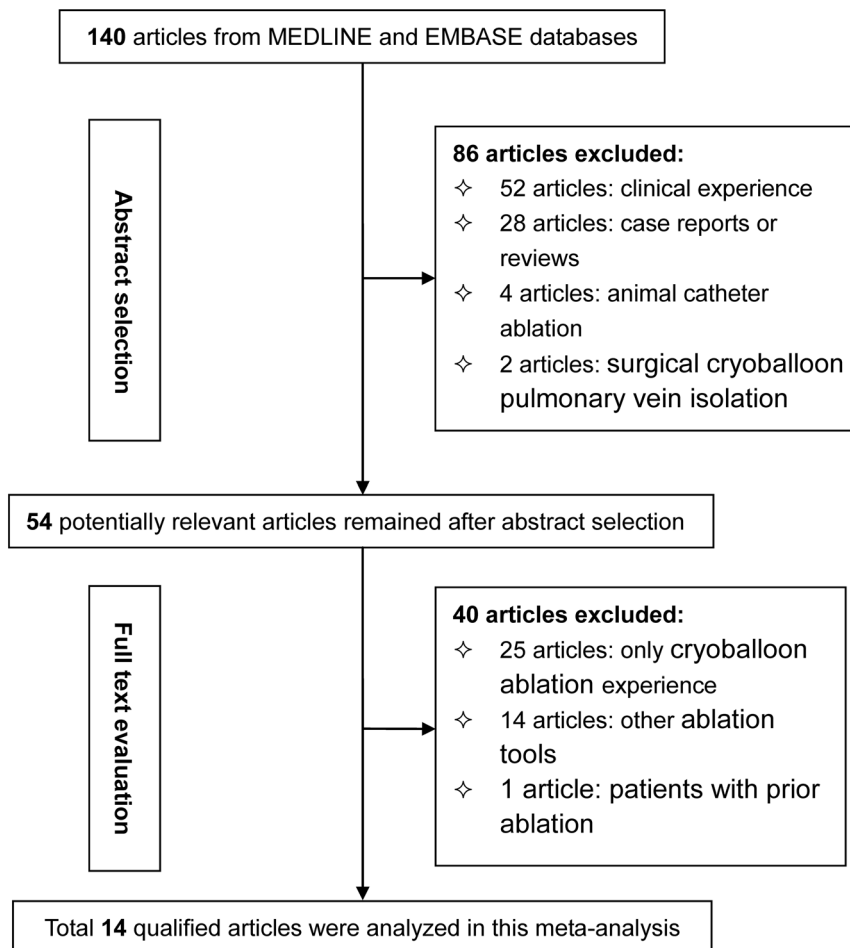 140 articles from MEDLINE and EMBASE databases
Abstract selection
86 articles excluded:
✧ 52 articles: clinical experience
✧ 28 articles: case reports or
reviews
✧ 4 articles: animal catheter
ablation
✧ 2 articles: surgical cryoballoon
pulmonary vein isolation
54 potentially relevant articles remained after abstract selection
Full text evaluation
40 articles excluded:
✧ 25 articles: only cryoballoon
ablation experience
✧ 14 articles: other ablation
tools
✧ 1 article: patients with prior
ablation
Total 14 qualified articles were analyzed in this meta-analysis